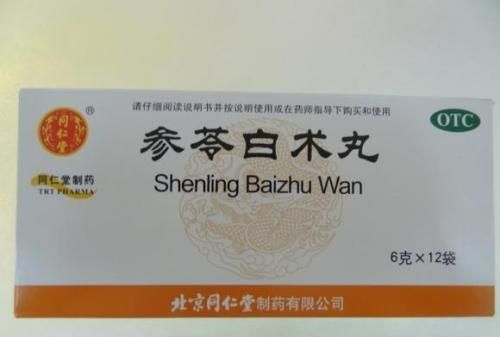 请仔细阅读说明书并按说明使用或在药师指导下购买和使用
OTC
同仁堂
®
参苓白术丸
同仁堂制药
TRT PHARMA
Shenling Baizhu Wan
6克×12袋
北京同仁堂制药有限公司